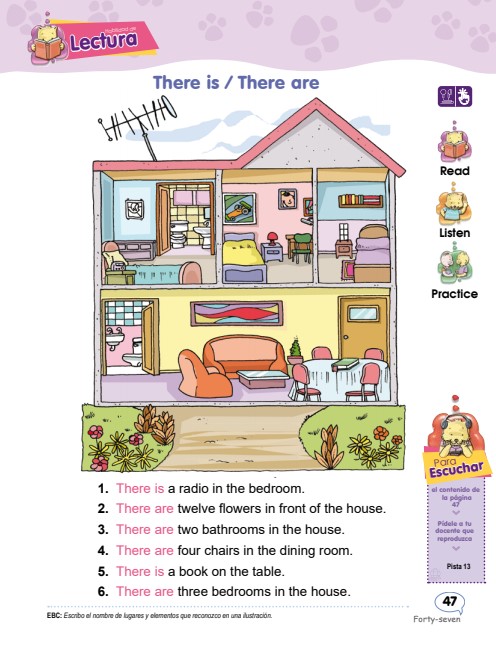 Lectura
There is / There are
Read
Listen
Practice
Para
Escuchar
el contenido de
la página
47
Pídele a tu
docente que
reproduzca
Pista 13
1. There is a radio in the bedroom.
2. There are twelve flowers in front of the house.
3. There are two bathrooms in the house.
4. There are four chairs in the dining room.
5. There is a book on the table.
6. There are three bedrooms in the house.
47
Forty-seven
EBC: Escribo el nombre de lugares y elementos que reconozco en una ilustración.